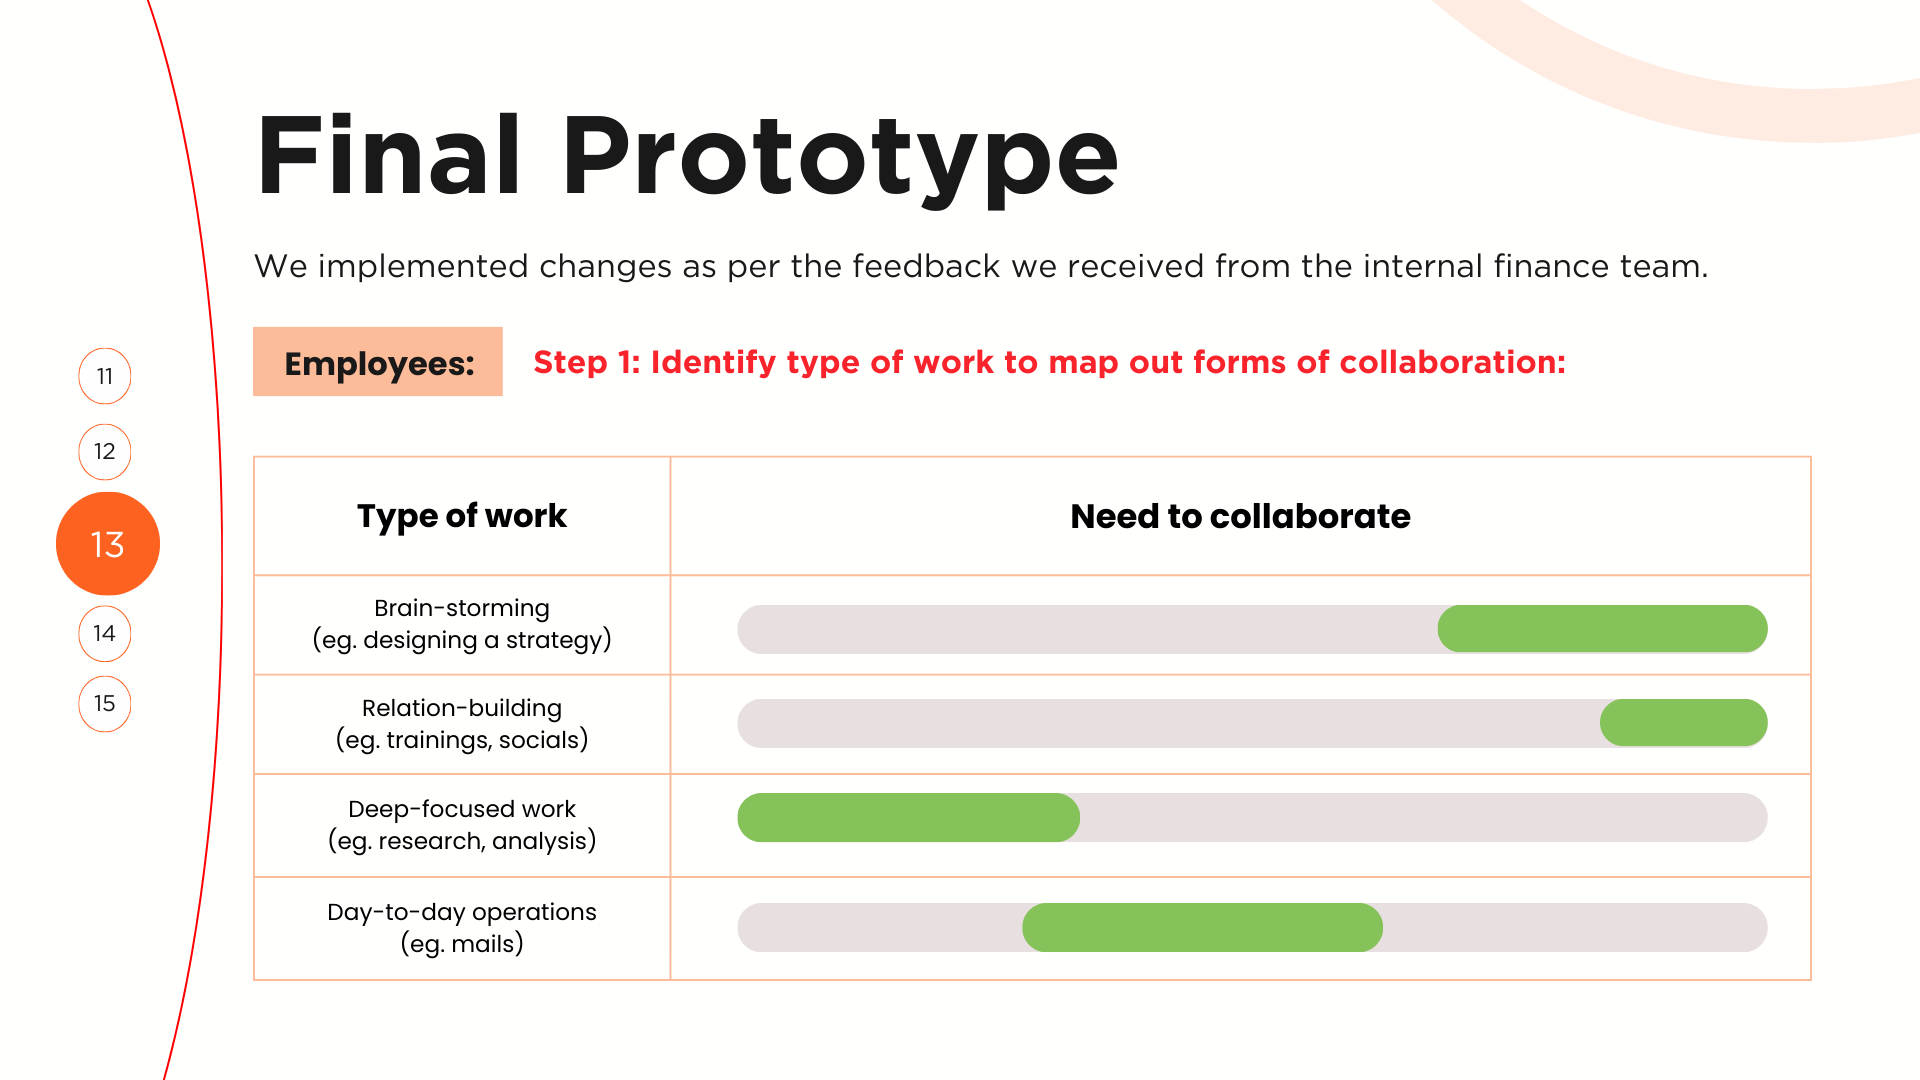 Final Prototype
We implemented changes as per the feedback we received from the internal finance team.
Employees:
Step 1: Identify type of work to map out forms of collaboration:
11
12
13
14
15
Type of work
Need to collaborate
Brain-storming
(eg. designing a strategy)
Relation-building
(eg. trainings, socials)
Deep-focused work
(eg. research, analysis)
Day-to-day operations
(eg. mails)